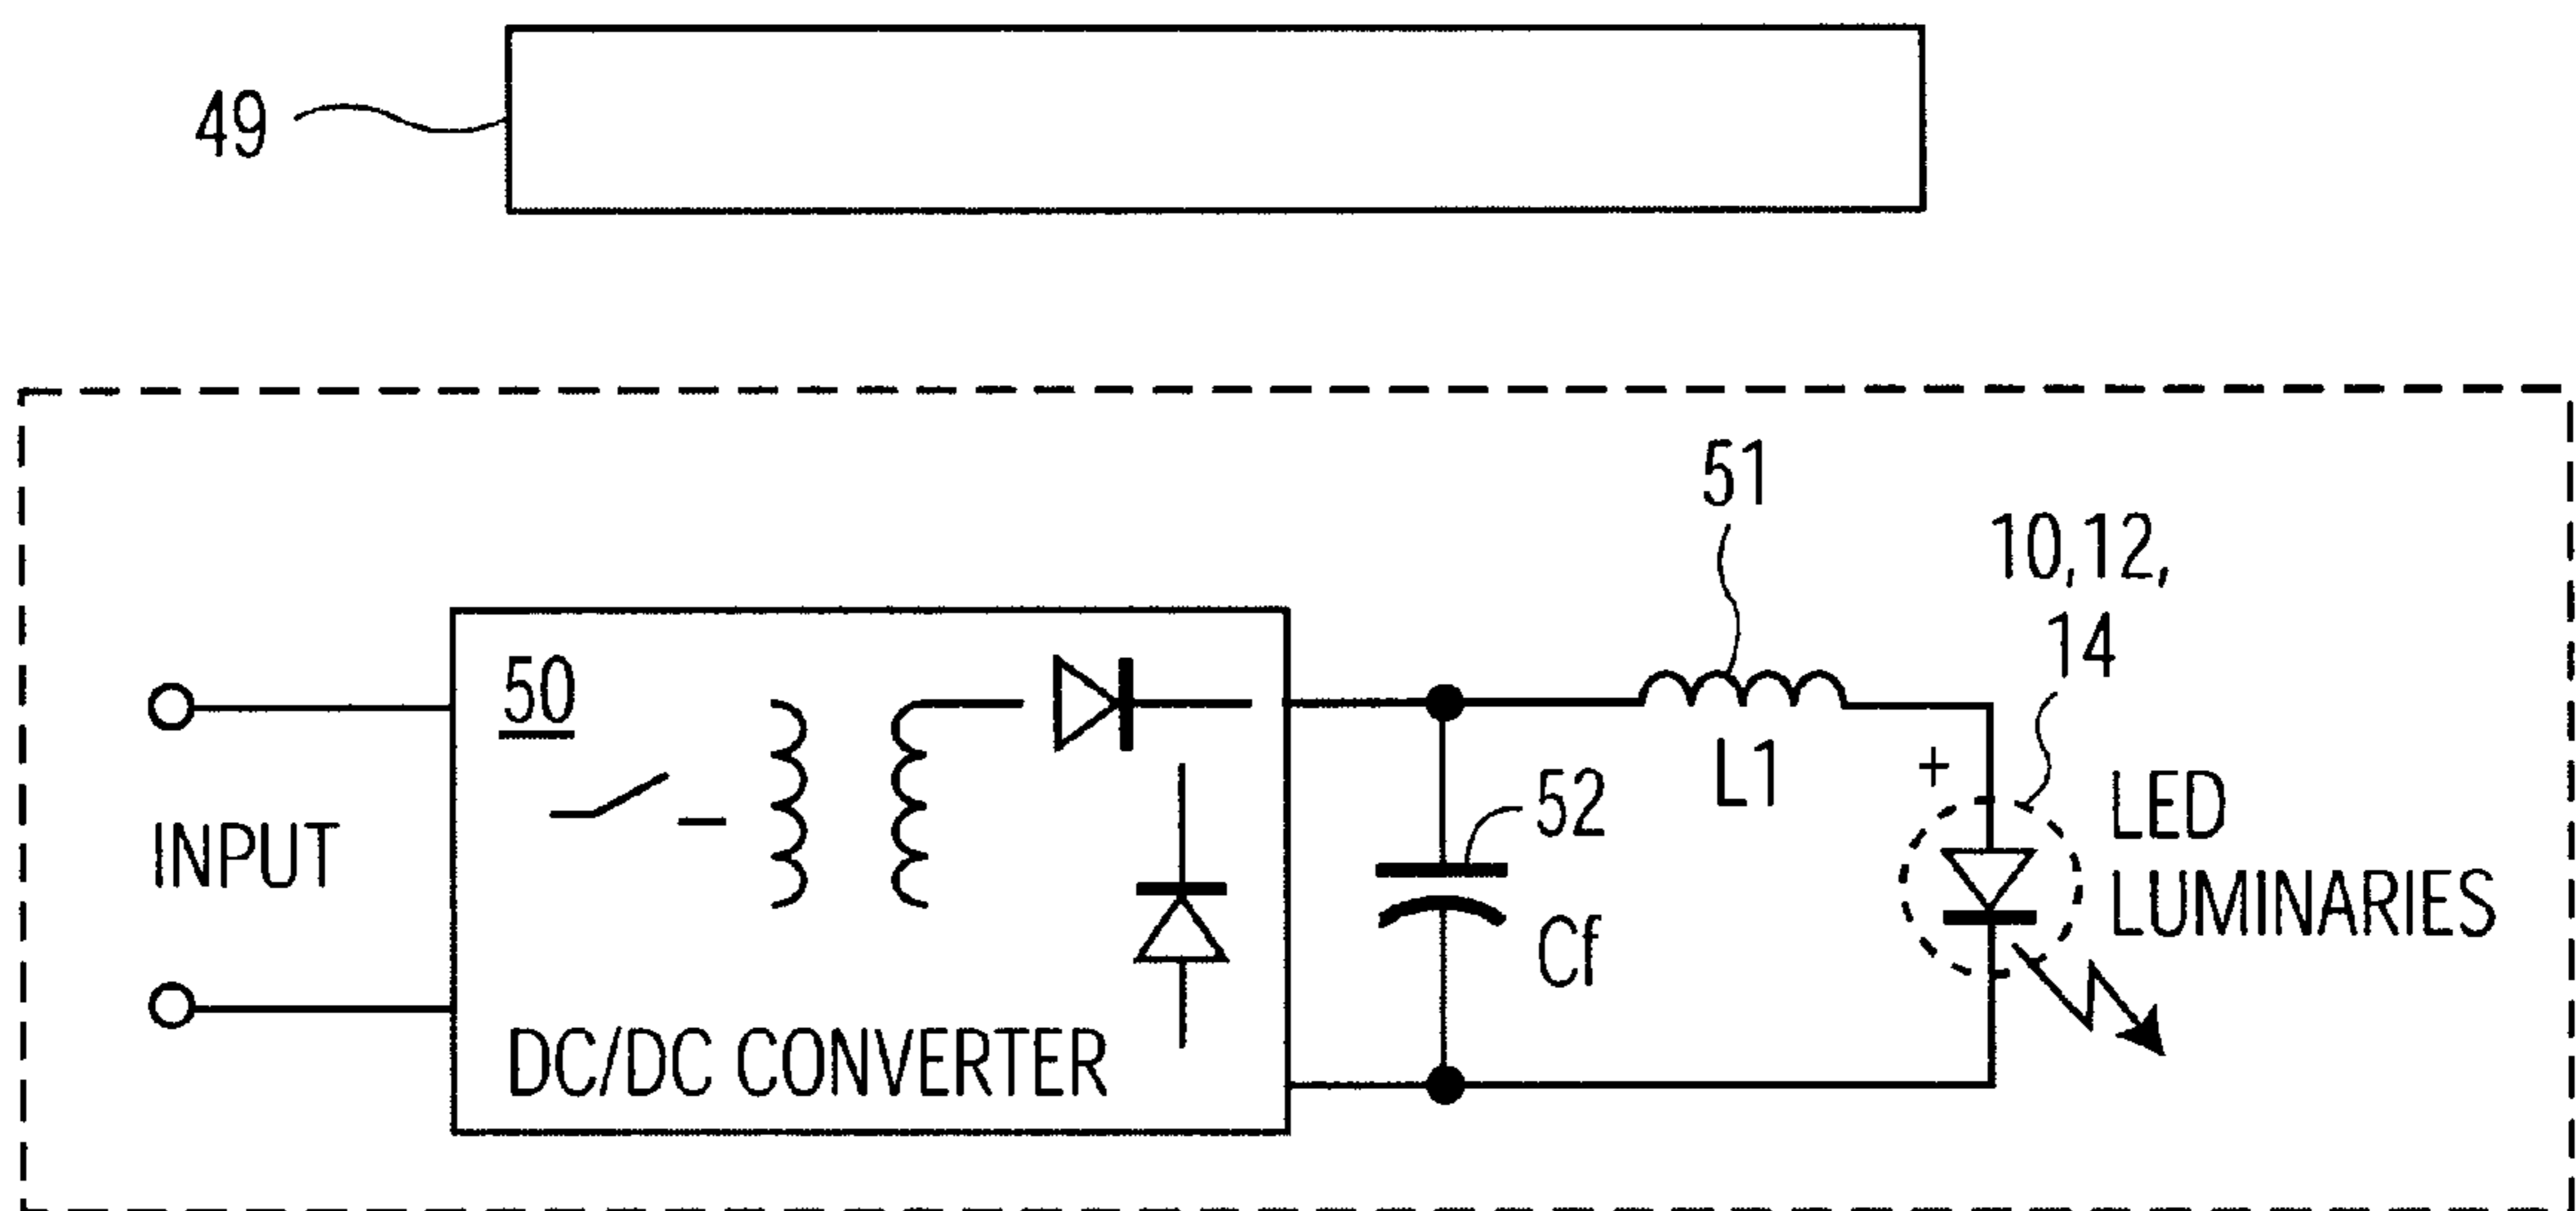 49
51
10,12,
14
50
L1
+
52
INPUT
LED
LUMINARIES
Cf
DC/DC CONVERTER